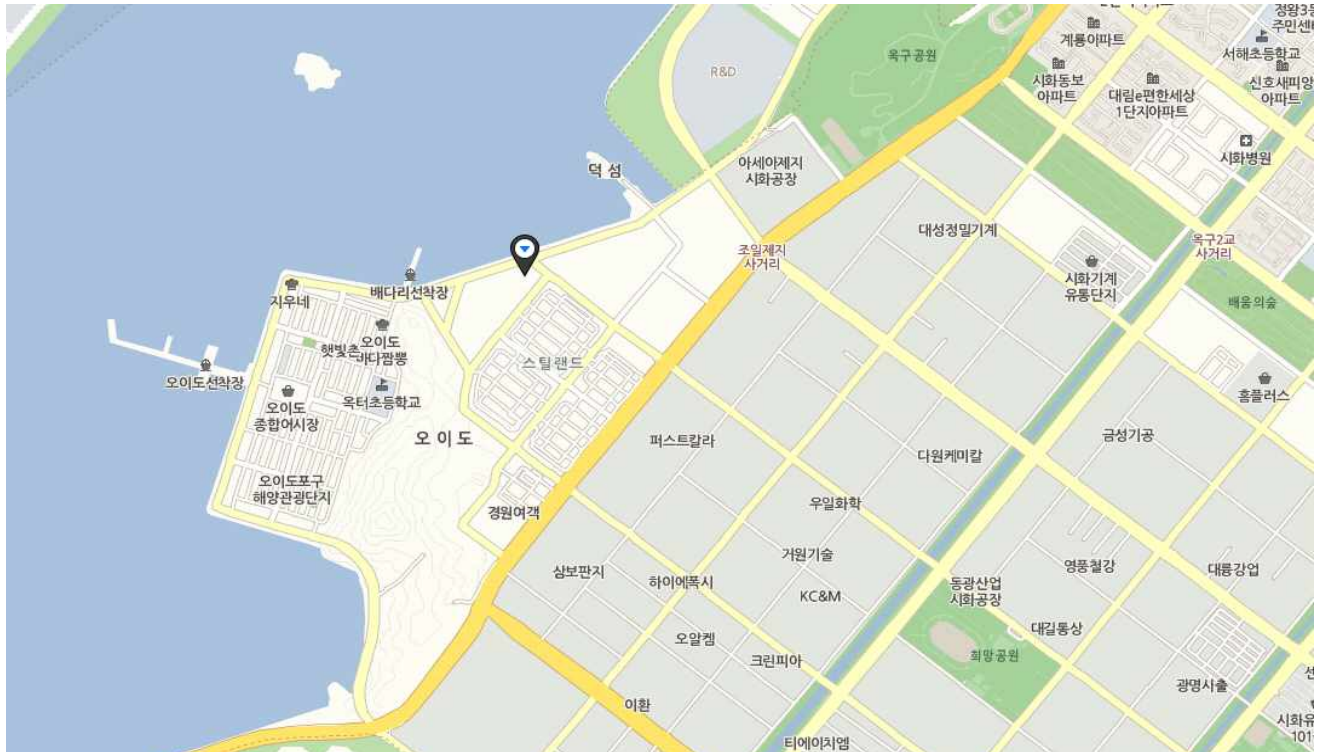 정왕3동
주민센터
계룡아파트
서해초등학교
옥구공원
R&D
시화동보
아파트
대림e편한세상
1단지아파트
신호새피앙
아파트
시화병원
아세아제지
시화공장
덕섬
대성정밀기계
옥구2교
사거리
조일제지
사거리
시화기계
유통단지
배움의숲
배다리선착장
지우네
햇빛촌
오이도
바다짬뽕
스틸랜드
오이도선착장
옥터초등학교
오이도
종합어시장
홈플러스
오이도
퍼스트칼라
금성기공
다원케미칼
오이도포구
해양관광단지
경원여객
우일화학
거원기술
삼보판지
하이에폭시
KC&M
영풍철강
대륭강업
동광산업
시화공장
대길통상
오알켐
크린피아
희망공원
광명사출
이환
티에이치엠
시화유
101